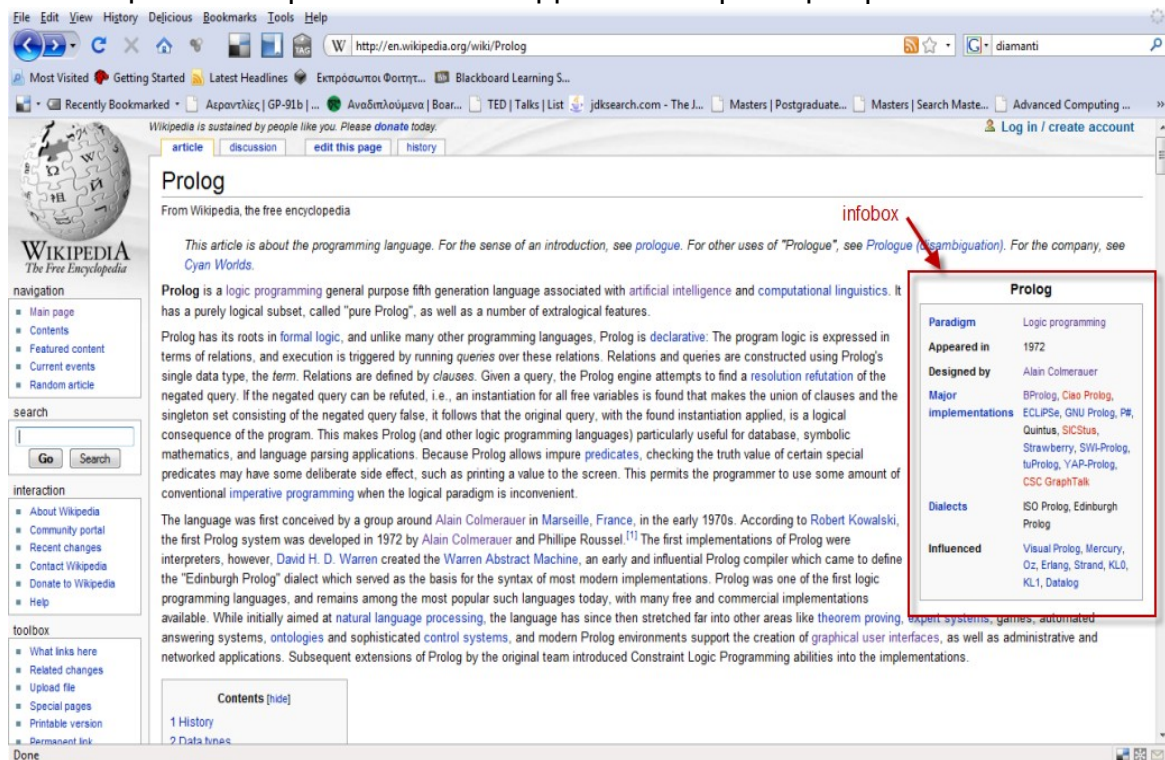 File Edit View History Delicious Bookmarks Tools Help
TAG
W http://en.wikipedia.org/wiki/Prolog
G diamanti
Most Visited Getting Started Latest Headlines Εκπρόσωποι Φοιτητ... Blackboard Learning S...
Recently Bookmarked Ασραντλίες | GP-91b | ... Αναδιπλούμενα | Boar... TED | Talks | List jdksearch.com - The J... Masters | Postgraduate... Masters | Search Maste... Advanced Computing ... »
Wikipedia is sustained by people like you. Please donate today.
Log in / create account
article discussion edit this page history
WIKIPEDIA
The Free Encyclopedia
navigation
Main page
Contents
Featured content
Current events
Random article
search
Go Search
interaction
About Wikipedia
Community portal
Recent changes
Contact Wikipedia
Donate to Wikipedia
Help
toolbox
What links here
Related changes
Upload file
Special pages
Printable version
Permanent link
Prolog
From Wikipedia, the free encyclopedia
infobox
This article is about the programming language. For the sense of an introduction, see prologue. For other uses of "Prologue", see Prologue (disambiguation). For the company, see
Cyan Worlds.
Prolog is a logic programming general purpose fifth generation language associated with artificial intelligence and computational linguistics. It
has a purely logical subset, called "pure Prolog", as well as a number of extralogical features.
Prolog has its roots in formal logic, and unlike many other programming languages, Prolog is declarative: The program logic is expressed in
terms of relations, and execution is triggered by running queries over these relations. Relations and queries are constructed using Prolog's
single data type, the term. Relations are defined by clauses. Given a query, the Prolog engine attempts to find a resolution refutation of the
negated query. If the negated query can be refuted, i.e., an instantiation for all free variables is found that makes the union of clauses and the
singleton set consisting of the negated query false, it follows that the original query, with the found instantiation applied, is a logical
consequence of the program. This makes Prolog (and other logic programming languages) particularly useful for database, symbolic
mathematics, and language parsing applications. Because Prolog allows impure predicates, checking the truth value of certain special
predicates may have some deliberate side effect, such as printing a value to the screen. This permits the programmer to use some amount of
conventional imperative programming when the logical paradigm is inconvenient.
The language was first conceived by a group around Alain Colmerauer in Marseille, France, in the early 1970s. According to Robert Kowalski,
the first Prolog system was developed in 1972 by Alain Colmerauer and Phillipe Roussel.[1] The first implementations of Prolog were
interpreters, however, David H. D. Warren created the Warren Abstract Machine, an early and influential Prolog compiler which came to define
the "Edinburgh Prolog" dialect which served as the basis for the syntax of most modern implementations. Prolog was one of the first logic
programming languages, and remains among the most popular such languages today, with many free and commercial implementations
available. While initially aimed at natural language processing, the language has since then stretched far into other areas like theorem proving, expert systems, games, automated
answering systems, ontologies and sophisticated control systems, and modern Prolog environments support the creation of graphical user interfaces, as well as administrative and
networked applications. Subsequent extensions of Prolog by the original team introduced Constraint Logic Programming abilities into the implementations.
Prolog
Paradigm Logic programming
Appeared in 1972
Designed by Alain Colmerauer
Major BProlog, Ciao Prolog,
implementations ECLiPSe, GNU Prolog, P#,
Quintus, SICStus,
Strawberry, SWI-Prolog,
tuProlog, YAP-Prolog,
CSC GraphTalk
Dialects ISO Prolog, Edinburgh
Prolog
Influenced Visual Prolog, Mercury,
Oz, Erlang, Strand, KL0,
KL1, Datalog
Contents [hide]
1 History
2 Data types
Done